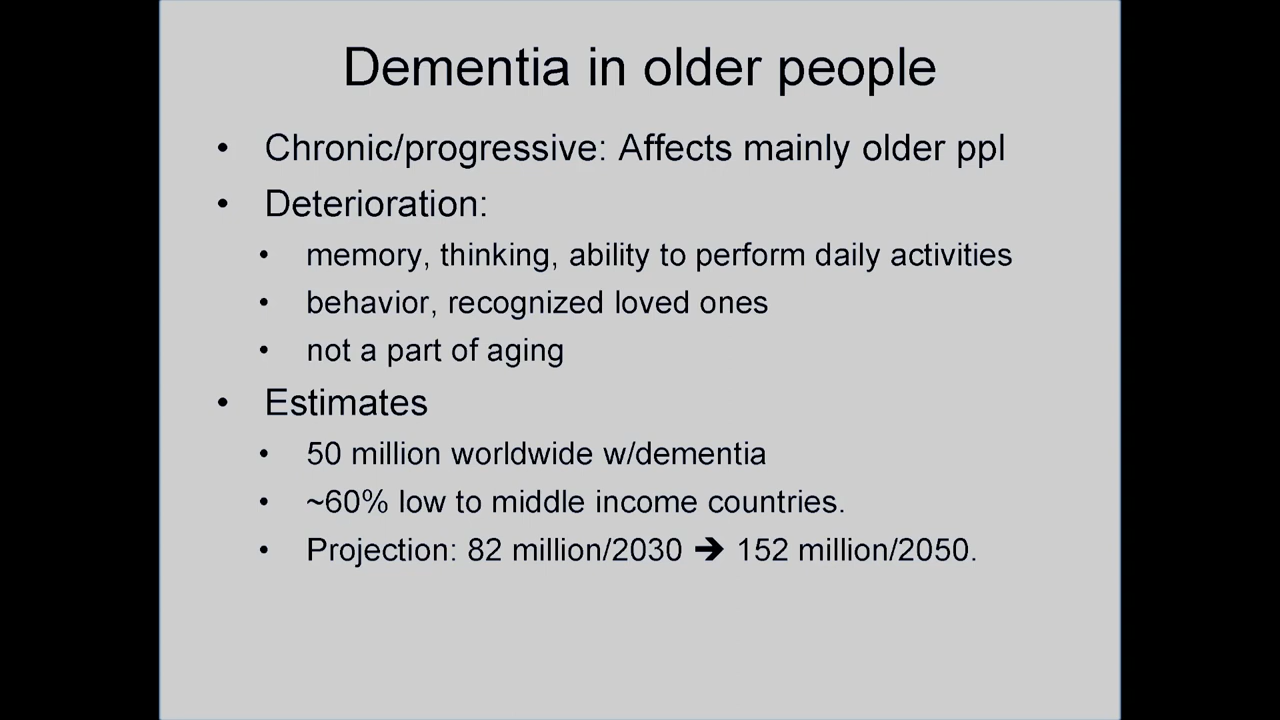 Dementia in older people
• Chronic/progressive: Affects mainly older ppl
• Deterioration:
• memory, thinking, ability to perform daily activities
• behavior, recognized loved ones
• not a part of aging
• Estimates
• 50 million worldwide w/dementia
• ~60% low to middle income countries.
• Projection: 82 million/2030 ➔ 152 million/2050.